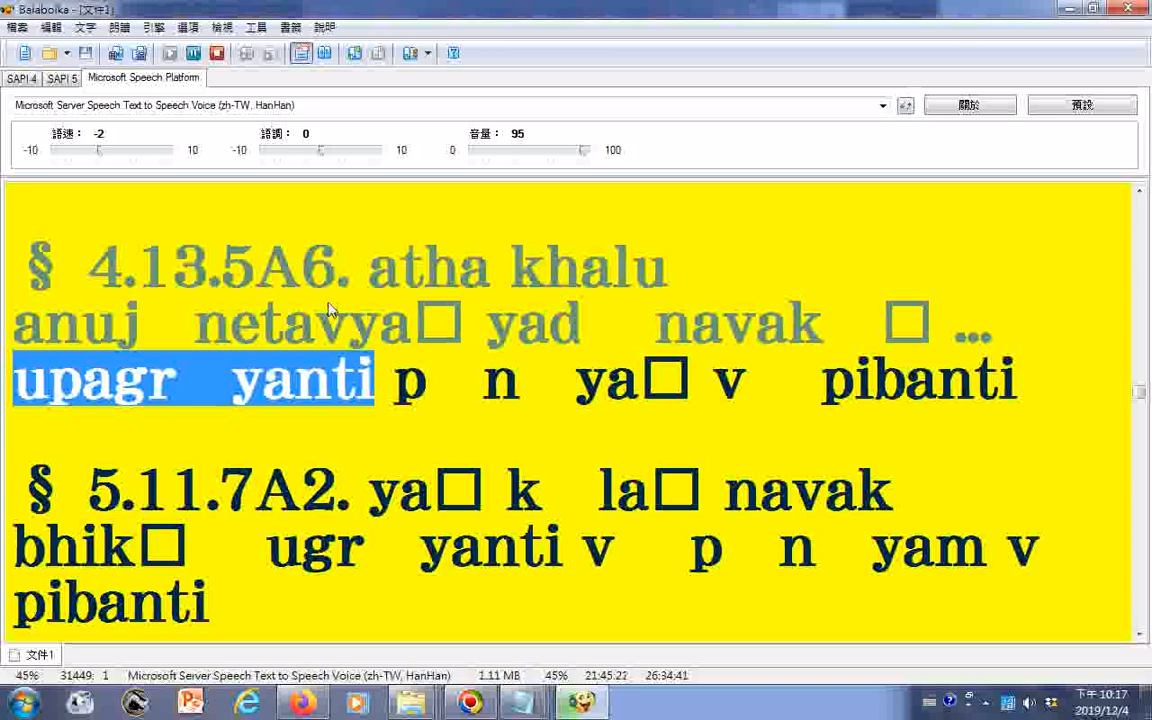 Balabolka - [文件1]
檔案 編輯 文字 朗讀 引擎 選項 檢視 工具 書籤 說明
SAPI 4 SAPI 5 Microsoft Speech Platform
Microsoft Server Speech Text to Speech Voice (zh-TW, HanHan) 關於 預設
語速： -2 語調： 0 音量： 95
-10 10 -10 10 0 100
§ 4.13.5A6. atha khalu
anuj netavya□ yad navak □ ...
upagr yanti p n ya□ v pibanti
§ 5.11.7A2. ya□ k la□ navak
bhik□ ugr yanti v p n yam v
pibanti
文件1
45% 31449: 1 Microsoft Server Speech Text to Speech Voice (zh-TW, HanHan) 1.11 MB 45% 21:45:22 26:34:41
下午 10:17
2019/12/4